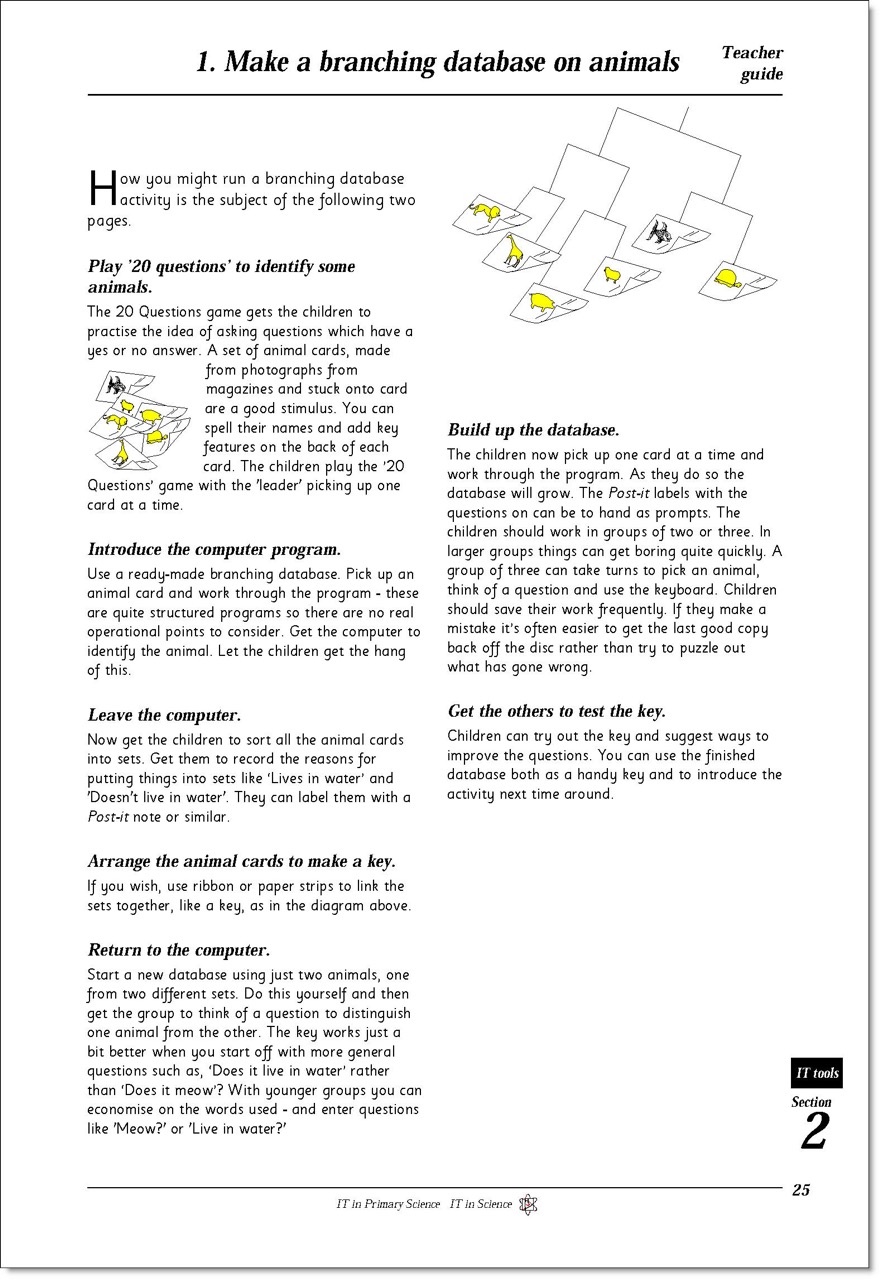 1. Make a branching database on animals
Teacher
guide
How you might run a branching database
activity is the subject of the following two
pages.
Play '20 questions' to identify some
animals.
The 20 Questions game gets the children to
practise the idea of asking questions which have a
yes or no answer. A set of animal cards, made
from photographs from
magazines and stuck onto card
are a good stimulus. You can
spell their names and add key
features on the back of each
card. The children play the '20
Questions' game with the 'leader' picking up one
card at a time.
Introduce the computer program.
Use a ready-made branching database. Pick up an
animal card and work through the program - these
are quite structured programs so there are no real
operational points to consider. Get the computer to
identify the animal. Let the children get the hang
of this.
Leave the computer.
Now get the children to sort all the animal cards
into sets. Get them to record the reasons for
putting things into sets like 'Lives in water' and
'Doesn't live in water'. They can label them with a
Post-it note or similar.
Arrange the animal cards to make a key.
If you wish, use ribbon or paper strips to link the
sets together, like a key, as in the diagram above.
Return to the computer.
Start a new database using just two animals, one
from two different sets. Do this yourself and then
get the group to think of a question to distinguish
one animal from the other. The key works just a
bit better when you start off with more general
questions such as, 'Does it live in water' rather
than 'Does it meow'? With younger groups you can
economise on the words used - and enter questions
like 'Meow?' or 'Live in water?'
Build up the database.
The children now pick up one card at a time and
work through the program. As they do so the
database will grow. The Post-it labels with the
questions on can be to hand as prompts. The
children should work in groups of two or three. In
larger groups things can get boring quite quickly. A
group of three can take turns to pick an animal,
think of a question and use the keyboard. Children
should save their work frequently. If they make a
mistake it's often easier to get the last good copy
back off the disc rather than try to puzzle out
what has gone wrong.
Get the others to test the key.
Children can try out the key and suggest ways to
improve the questions. You can use the finished
database both as a handy key and to introduce the
activity next time around.
IT tools
Section
2
25
IT in Primary Science IT in Science